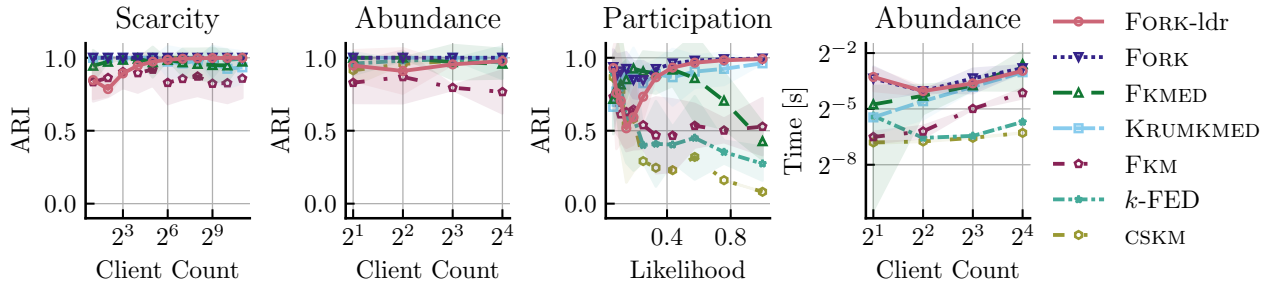 Scarcity
ARI
1.0
0.5
0.0
2^3
2^6
2^9
Client Count
Abundance
ARI
1.0
0.5
0.0
2^1
2^2
2^3
2^4
Client Count
Participation
ARI
1.0
0.5
0.0
0.4
0.8
Likelihood
Abundance
Time [s]
2^−2
2^−5
2^−8
2^1
2^2
2^3
2^4
Client Count
FORK-ldr
FORK
FKMED
KRUMKMED
FKM
k-FED
CSKM